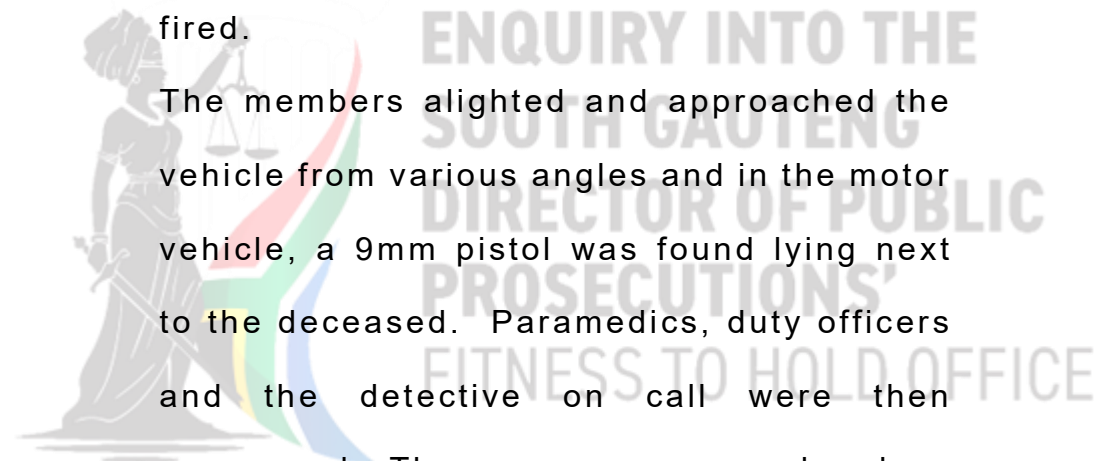 fired.
The members alighted and approached the
vehicle from various angles and in the motor
vehicle, a 9mm pistol was found lying next
to the deceased. Paramedics, duty officers
and the detective on call were then
ENQUIRY INTO THE
SOUTH GAUTENG
DIRECTOR OF PUBLIC
PROSECUTIONS’
FITNESS TO HOLD OFFICE